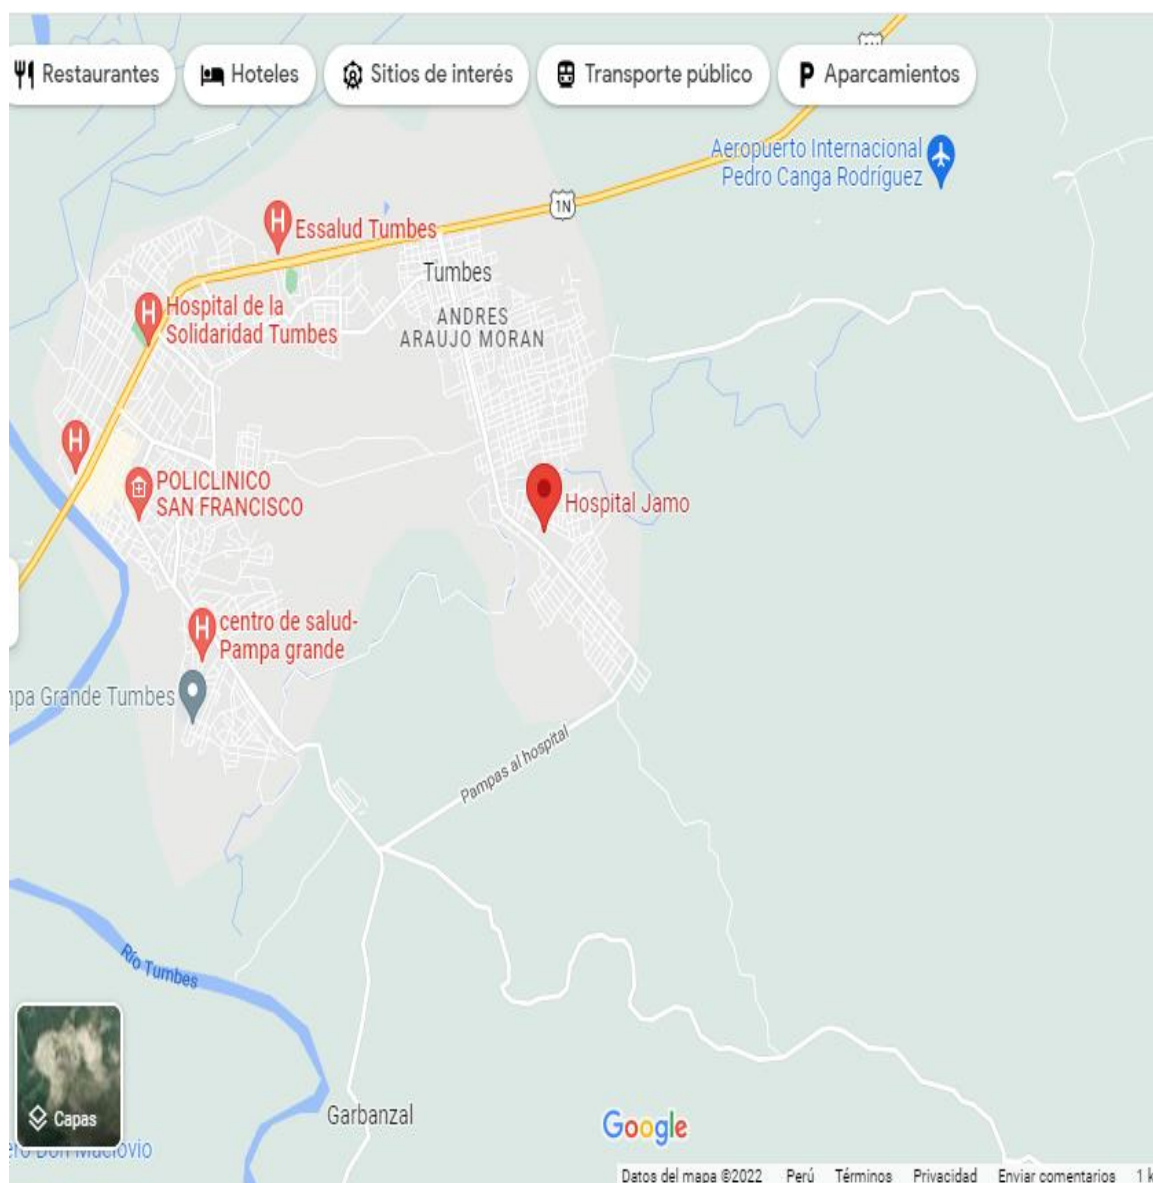 Restaurantes
Hoteles
Sitios de interés
Transporte público
P Aparcamientos
Aeropuerto Internacional
Pedro Canga Rodríguez
1N
H
Essalud Tumbes
Tumbes
H
Hospital de la
Solidaridad Tumbes
ANDRES
ARAUJO MORAN
H
POLICLINICO
SAN FRANCISCO
Hospital Jamo
H
centro de salud-
Pampa grande
npa Grande Tumbes
Pampas al hospital
Río Tumbes
Capas
Garbanzal
Google
Datos del mapa ©2022 Perú Términos Privacidad Enviar comentarios 1 k